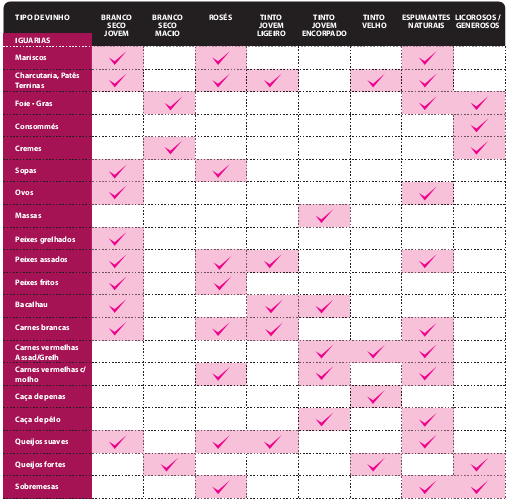 TIPO DE VINHO
BRANCO SECO JOVEM
BRANCO SECO MACIO
ROSÉS
TINTO JOVEM LIGEIRO
TINTO JOVEM ENCORPADO
TINTO VELHO
ESPUMANTES NATURAIS
LICOROSOS / GENEROSOS
IGUARIAS
Mariscos
Charcutaria, Patês
Terrinas
Foie - Gras
Consommés
Cremes
Sopas
Ovos
Massas
Peixes grelhados
Peixes assados
Peixes fritos
Bacalhau
Carnes brancas
Carnes vermelhas
Assad/Grelh
Carnes vermelhas c/
molho
Caça de penas
Caça de pêlo
Queijos suaves
Queijos fortes
Sobremesas